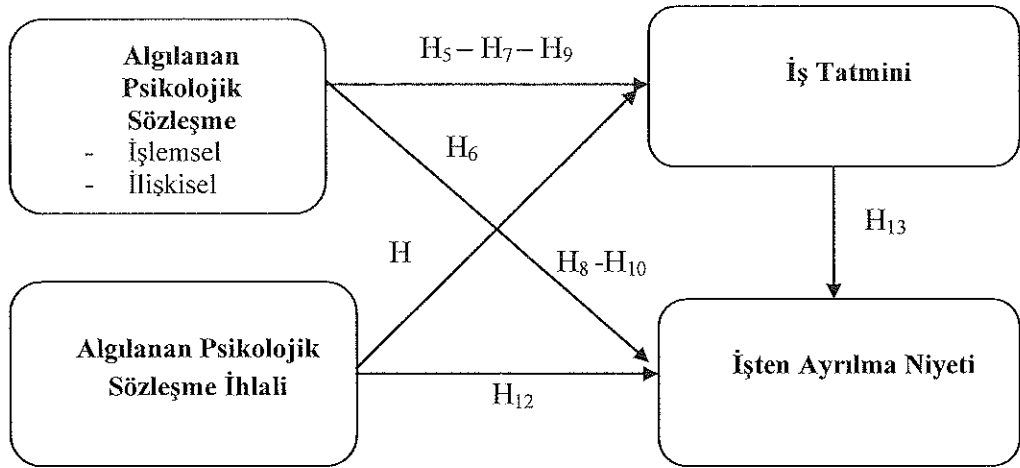 Algılanan
Psikolojik
Sözleşme
- İşlemsel
- İlişkisel
H₅ – H₇ – H₉
İş Tatmini
H₆
H₁₃
H
H₈ -H₁₀
Algılanan Psikolojik
Sözleşme İhlali
H₁₂
İşten Ayrılma Niyeti